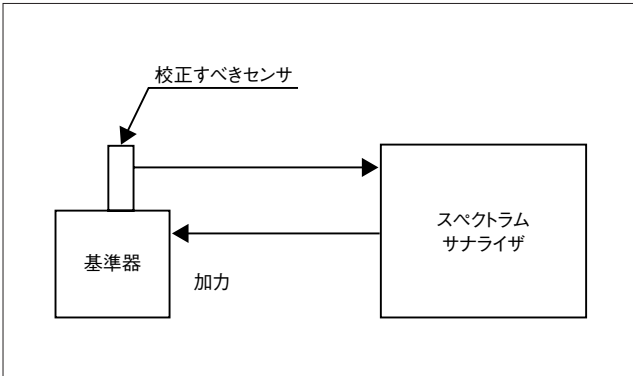 校正すべきセンサ
スペクトラム
サナライザ
基準器
加力